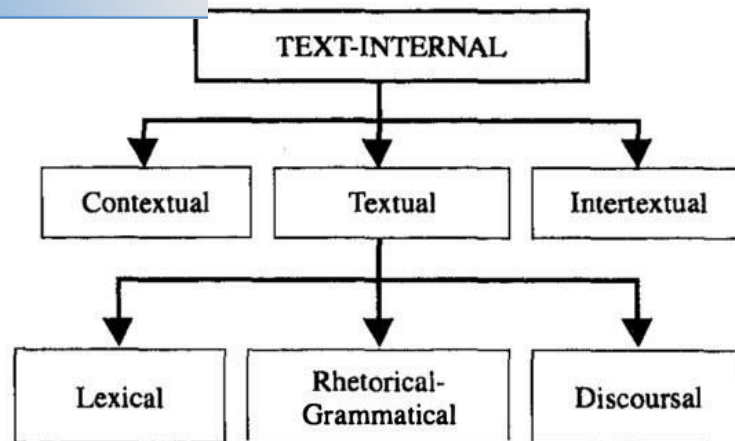 TEXT-INTERNAL
Contextual
Textual
Intertextual
Lexical
Rhetorical-
Grammatical
Discoursal